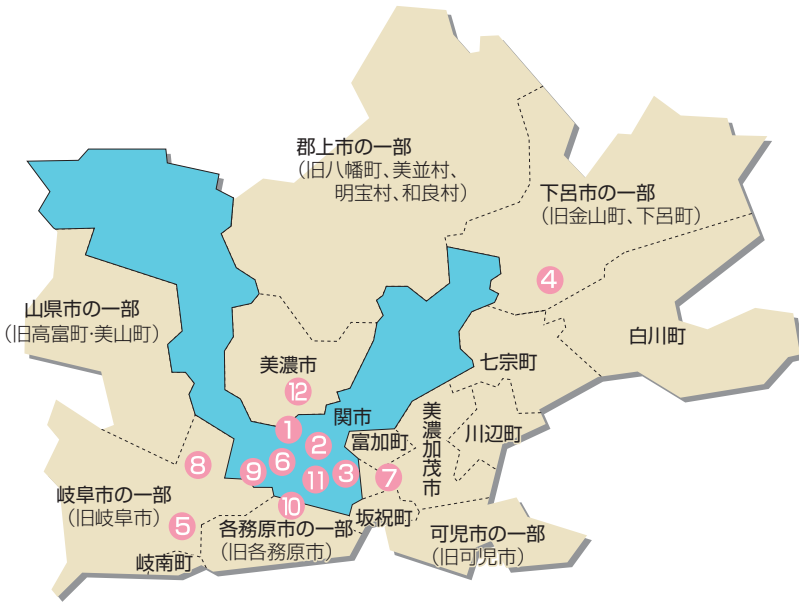 郡上市の一部
(旧八幡町、美並村、
明宝村、和良村)
下呂市の一部
(旧金山町、下呂町)
4
山県市の一部
(旧高富町・美山町)
白川町
七宗町
美濃市
12
関市
美濃加茂市
川辺町
1
2
富加町
8
9
6
11
3
7
岐阜市の一部
(旧岐阜市)
5
10
各務原市の一部
(旧各務原市)
坂祝町
可児市の一部
(旧可児市)
岐南町